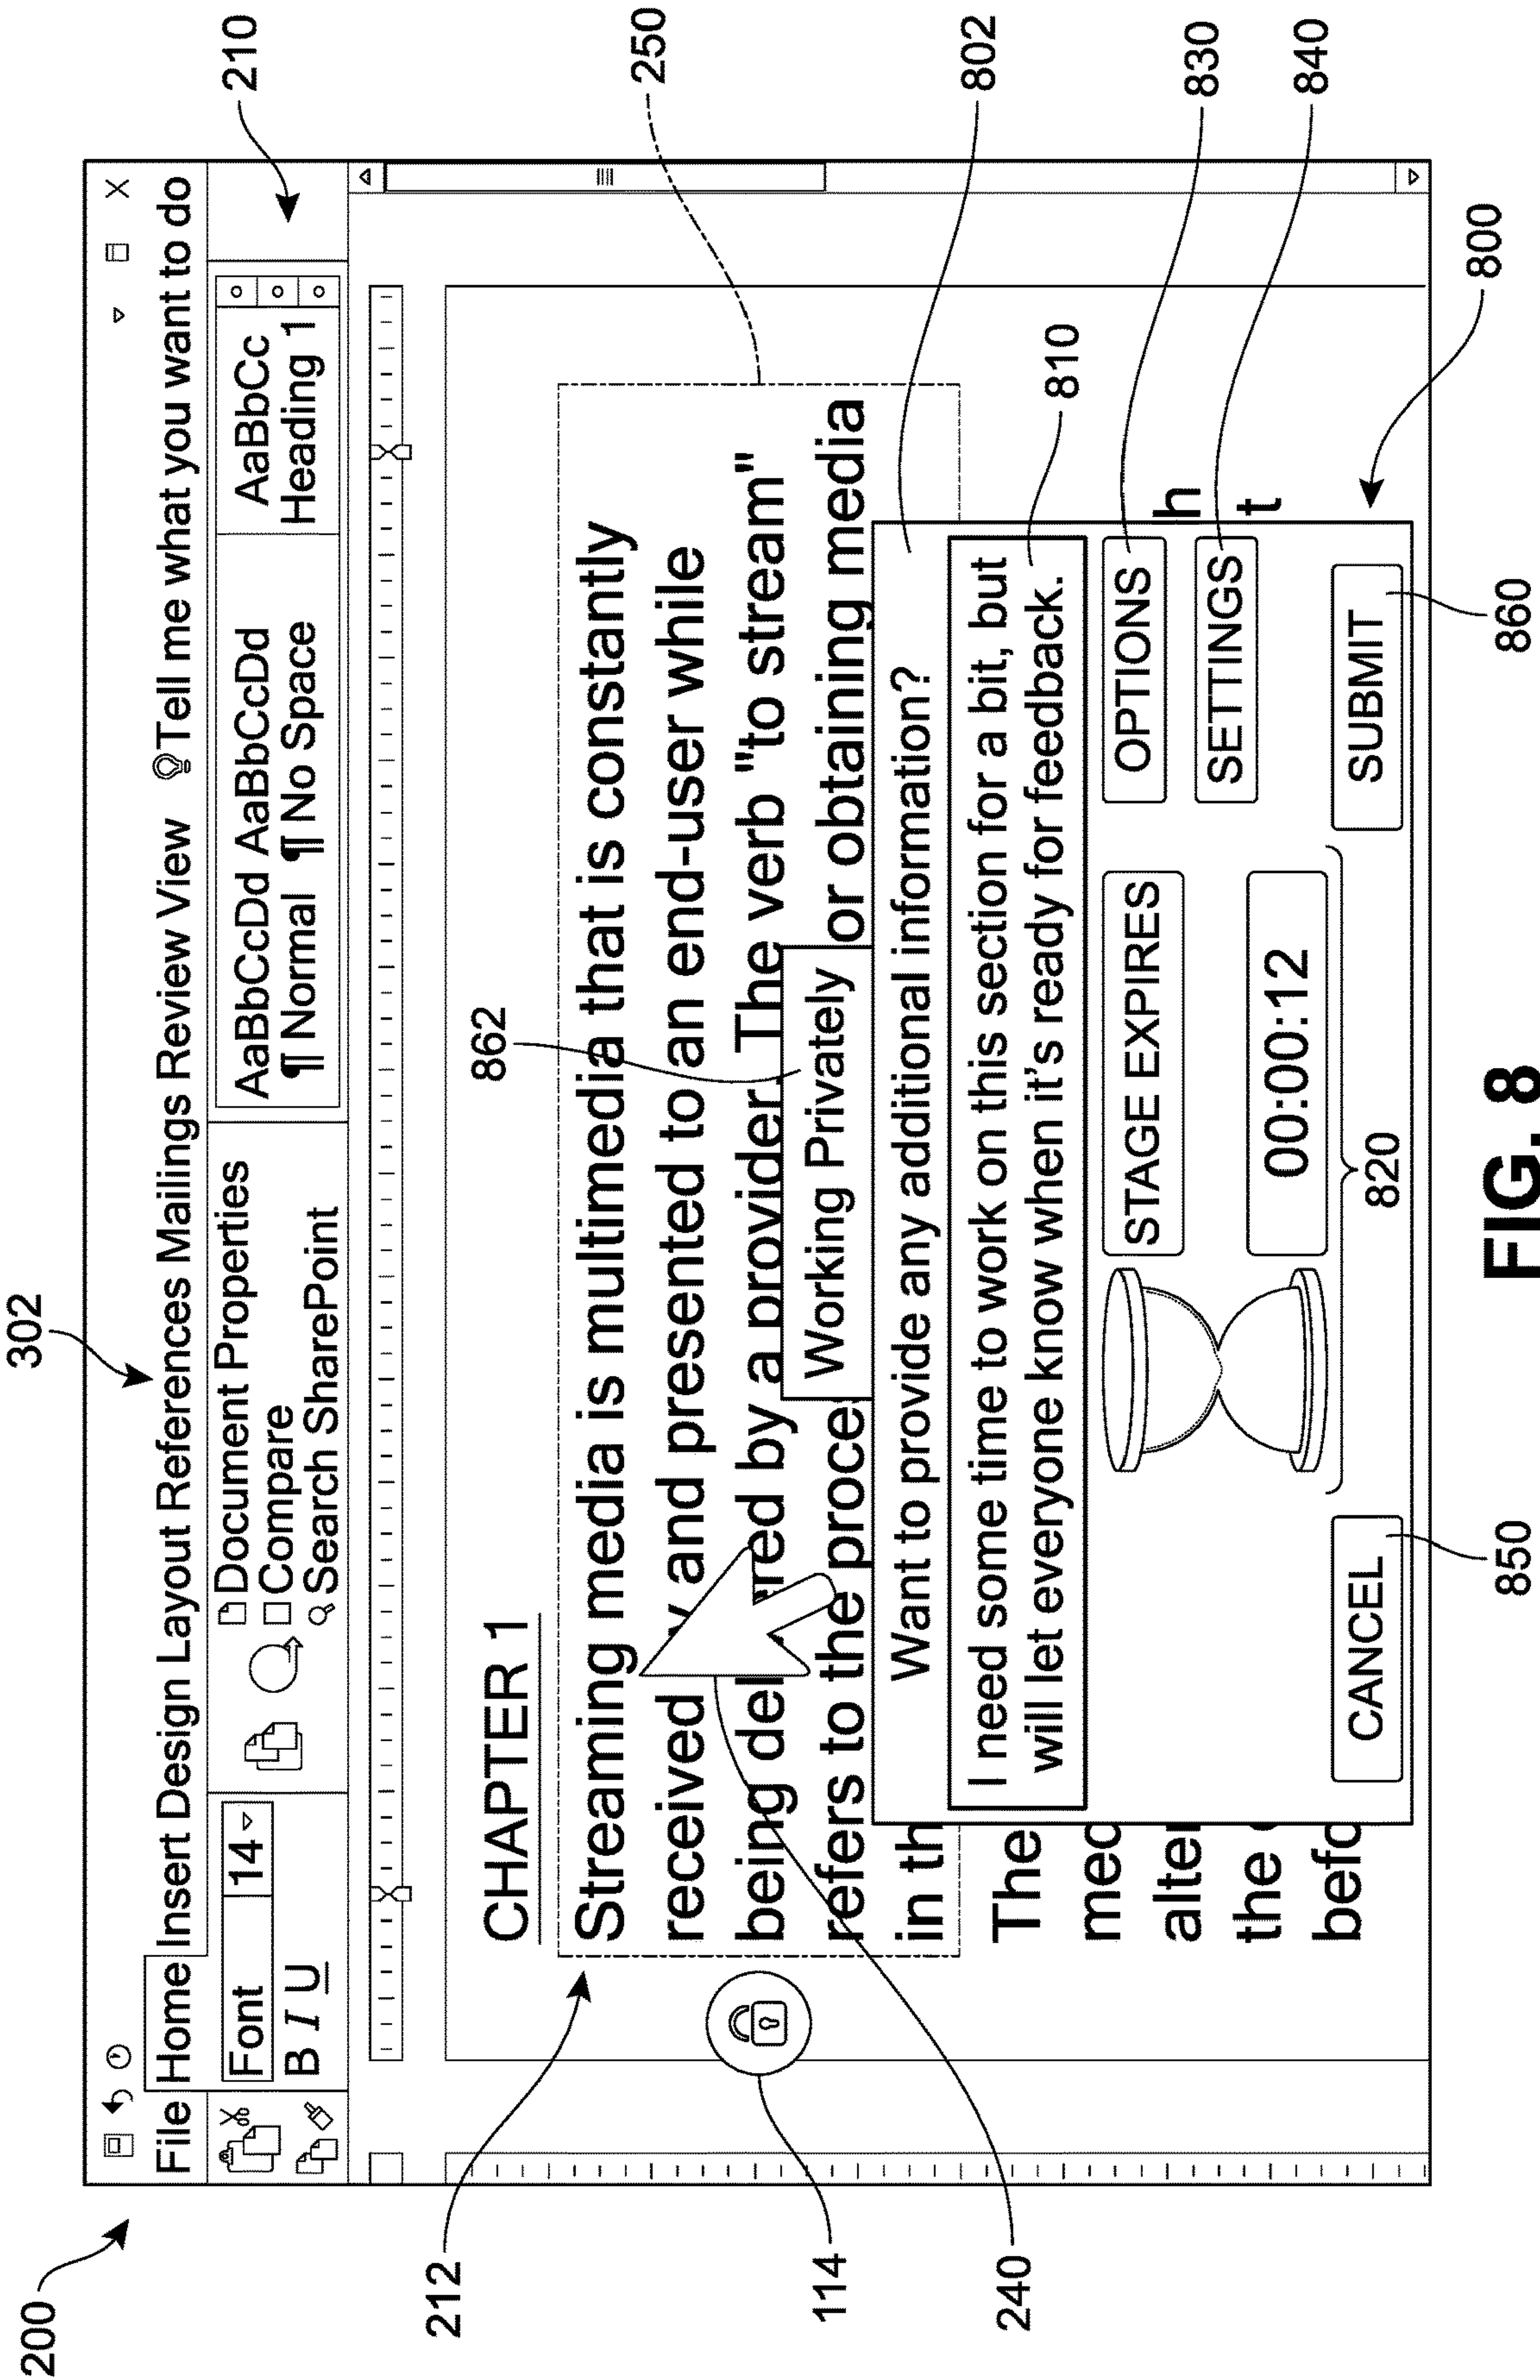 302
200
210
File Home Insert Design Layout References Mailings Review View Tell me what you want to do
X
Font 14
B I U
Document Properties
Compare
Search SharePoint
AaBbCcDd AaBbCcDd
¶ Normal ¶ No Space
AaBbCc
Heading 1
212
862
250
CHAPTER 1
Streaming media is multimedia that is constantly
received y and presented to an end-user while
being del red by a provider. The verb "to stream"
refers to the proce or obtaining media
in th
The
med
alter h
the t
befo
Working Privately
802
Want to provide any additional information?
810
I need some time to work on this section for a bit, but
will let everyone know when it's ready for feedback.
STAGE EXPIRES
00:00:12
OPTIONS
830
SETTINGS
840
CANCEL
SUBMIT
114
240
850
820
860
800
FIG. 8